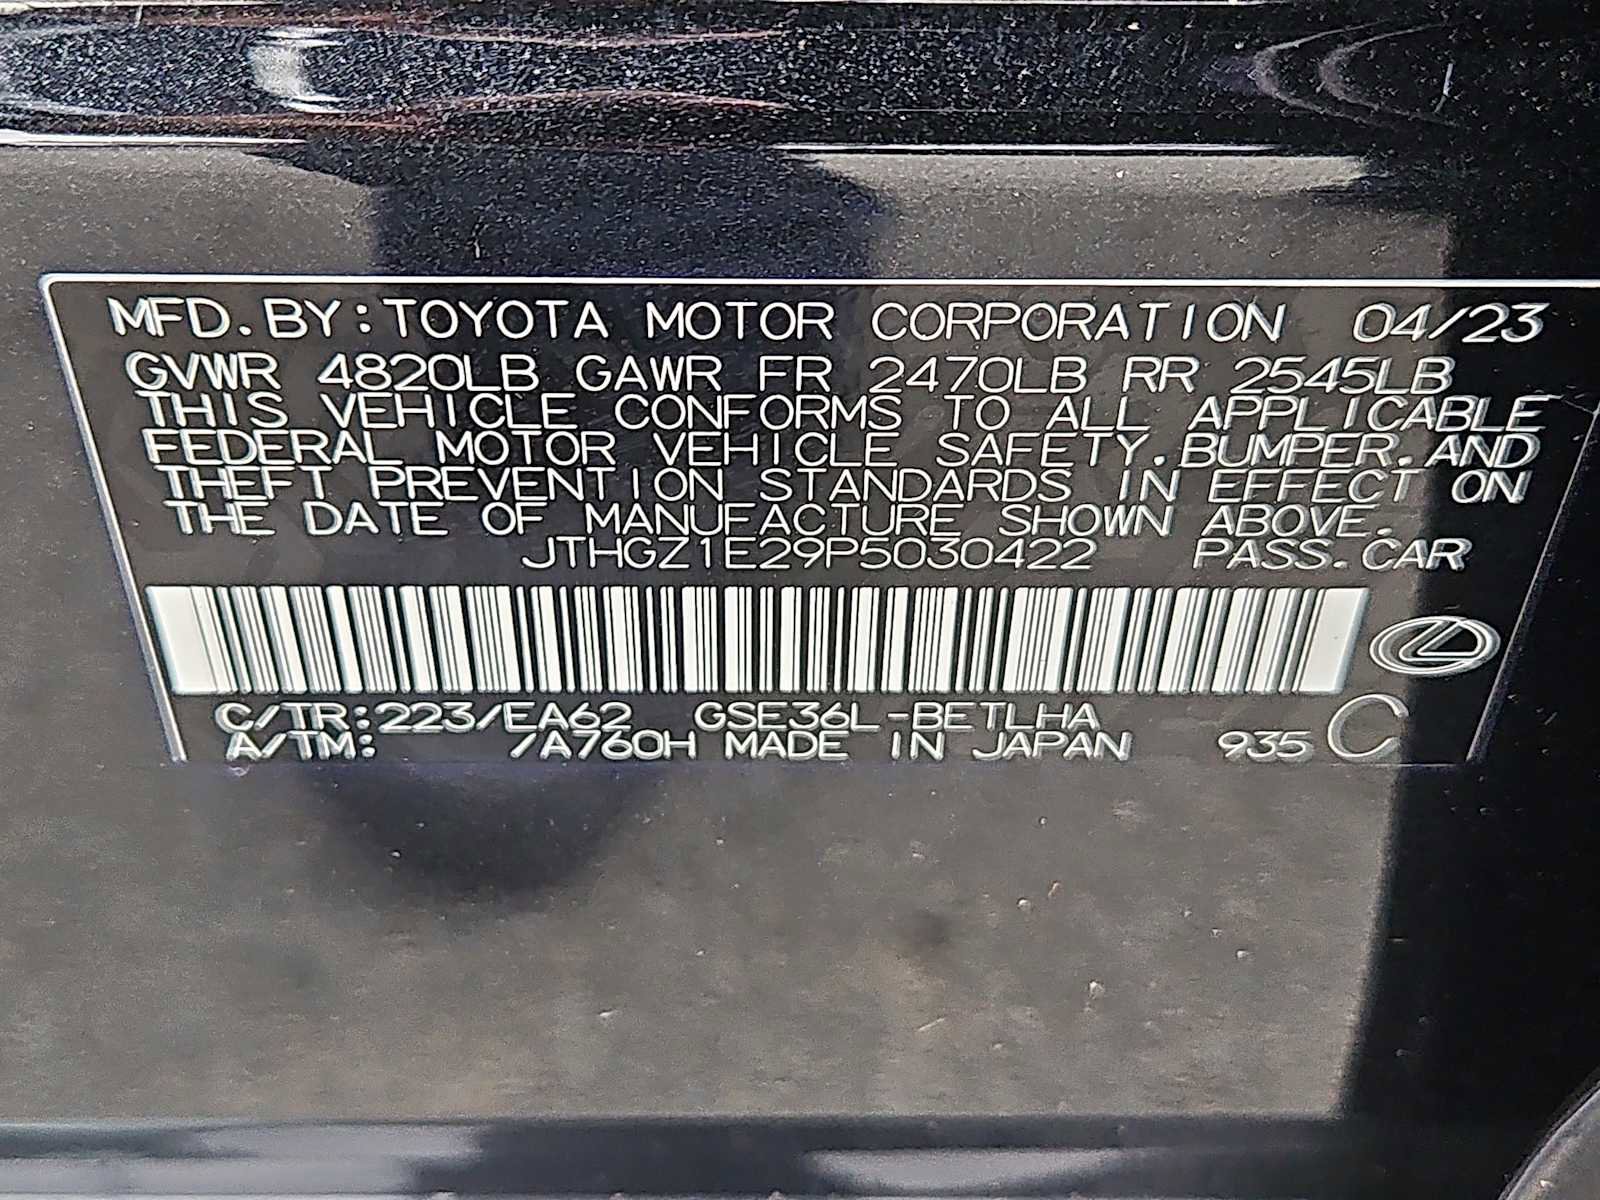 MFD. BY: TOYOTA MOTOR CORPORATION 04/23
GVWR 4820LB GAWR FR 2470LB RR 2545LB
THIS VEHICLE CONFORMS TO ALL APPLICABLE
FEDERAL MOTOR VEHICLE SAFETY, BUMPER, AND
THEFT PREVENTION STANDARDS IN EFFECT ON
THE DATE OF MANUFACTURE SHOWN ABOVE.
JTHGZ1E29P5030422 PASS. CAR
C/TR: 223/EA62 GSE36L-BETLHA
A/TM: /A760H MADE IN JAPAN 935 C